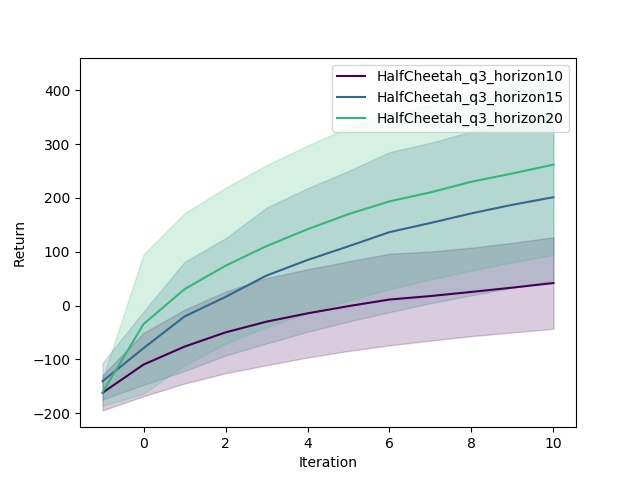 HalfCheetah_q3_horizon10
HalfCheetah_q3_horizon15
HalfCheetah_q3_horizon20
400
300
200
100
0
−100
−200
Return
0
2
4
6
8
10
Iteration